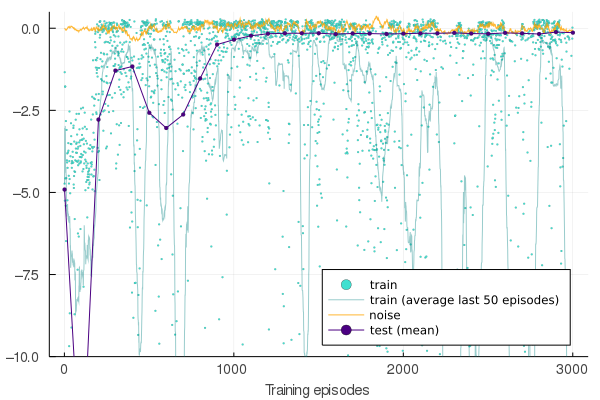 0.0
−2.5
−5.0
−7.5
−10.0
train
train (average last 50 episodes)
noise
test (mean)
0
1000
2000
3000
Training episodes